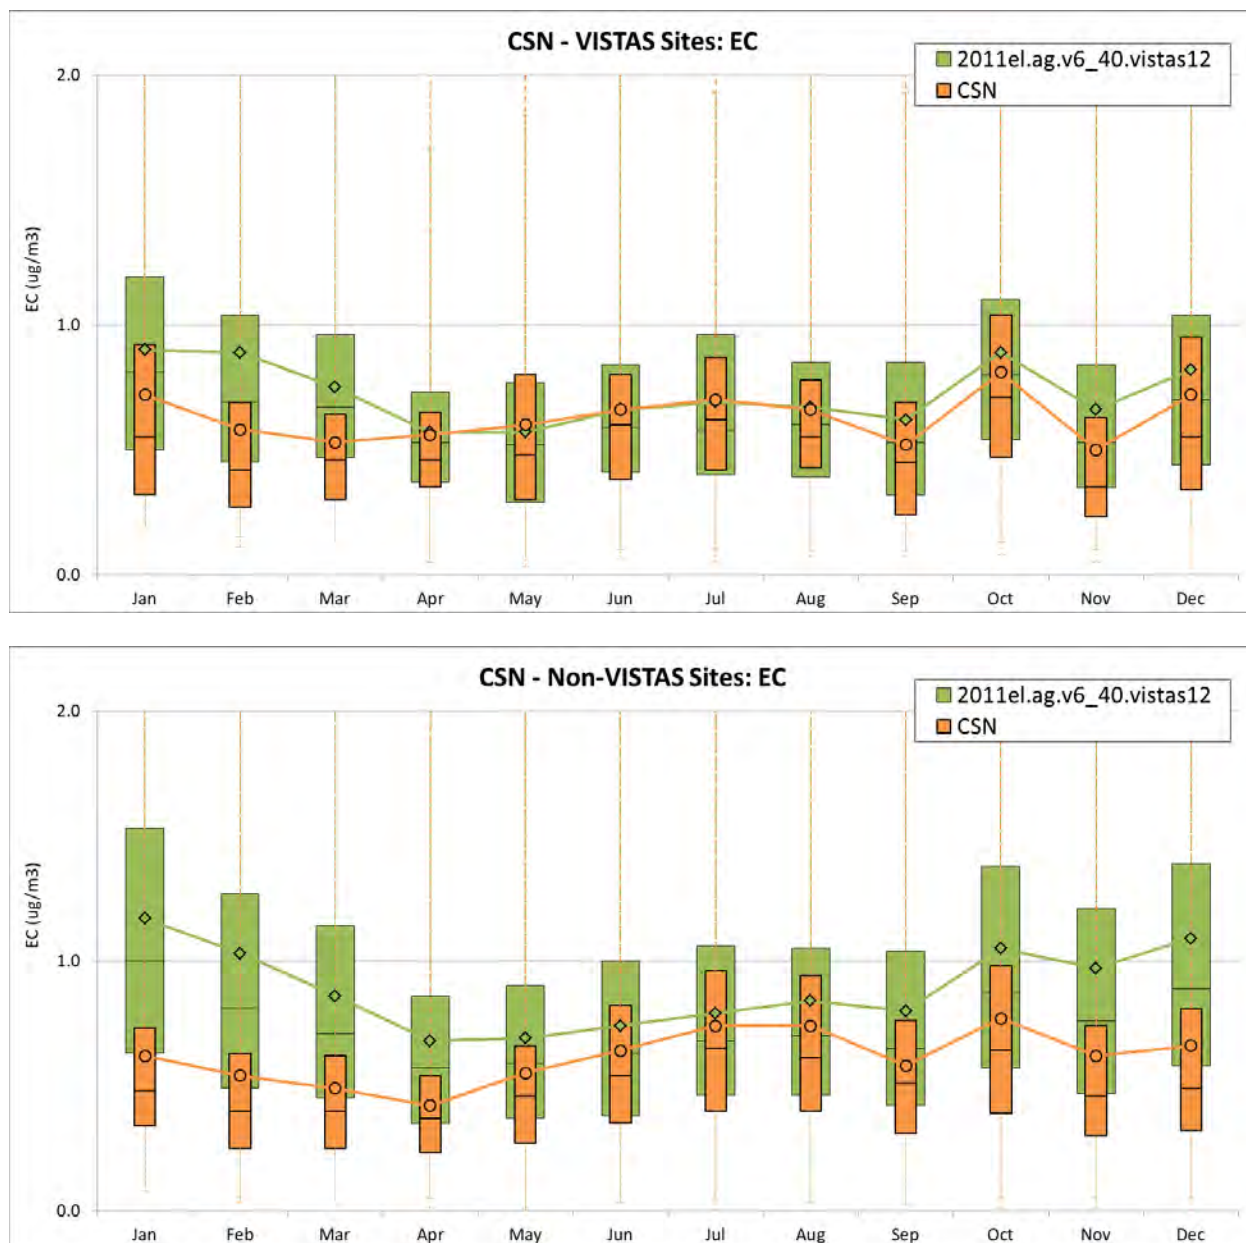 CSN - VISTAS Sites: EC
2011el.ag.v6_40.vistas12
CSN
2.0
1.0
0.0
EC (ug/m3)
Jan Feb Mar Apr May Jun Jul Aug Sep Oct Nov Dec
CSN - Non-VISTAS Sites: EC
2011el.ag.v6_40.vistas12
CSN
2.0
1.0
0.0
EC (ug/m3)
Jan Feb Mar Apr May Jun Jul Aug Sep Oct Nov Dec